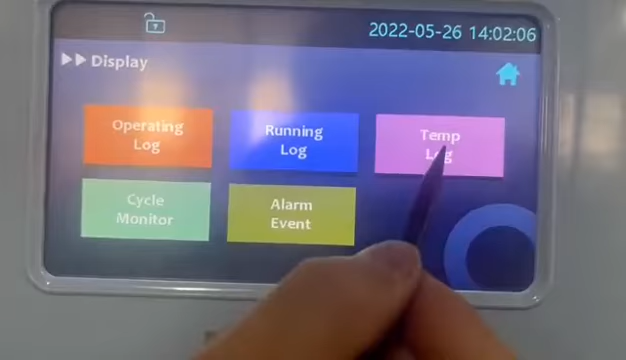 2022-05-26 14:02:06
▶▶ Display
Operating
Log
Running
Log
Temp
Log
Cycle
Monitor
Alarm
Event